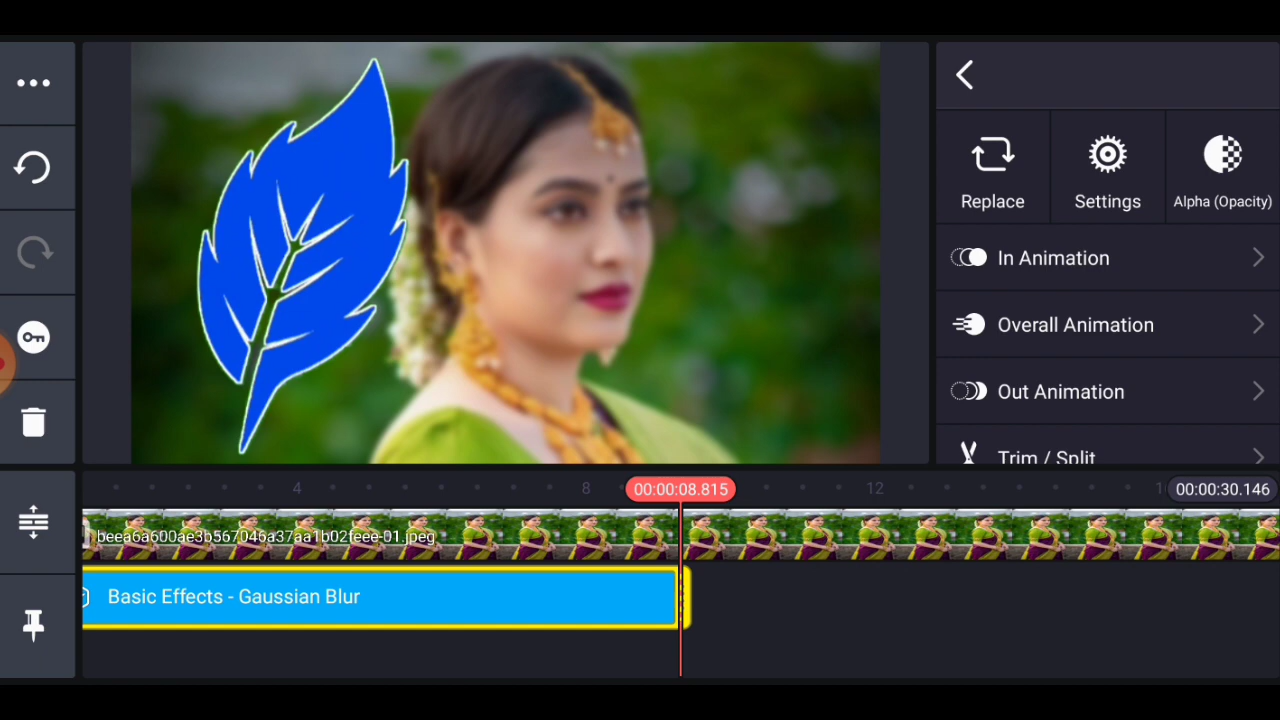 Replace
Settings
Alpha (Opacity)
In Animation
Overall Animation
Out Animation
Trim / Split
4
8
00:00:08.815
12
00:00:30.146
beea6a600ae3b567046a37aa1b02feee-01.jpeg
Basic Effects - Gaussian Blur